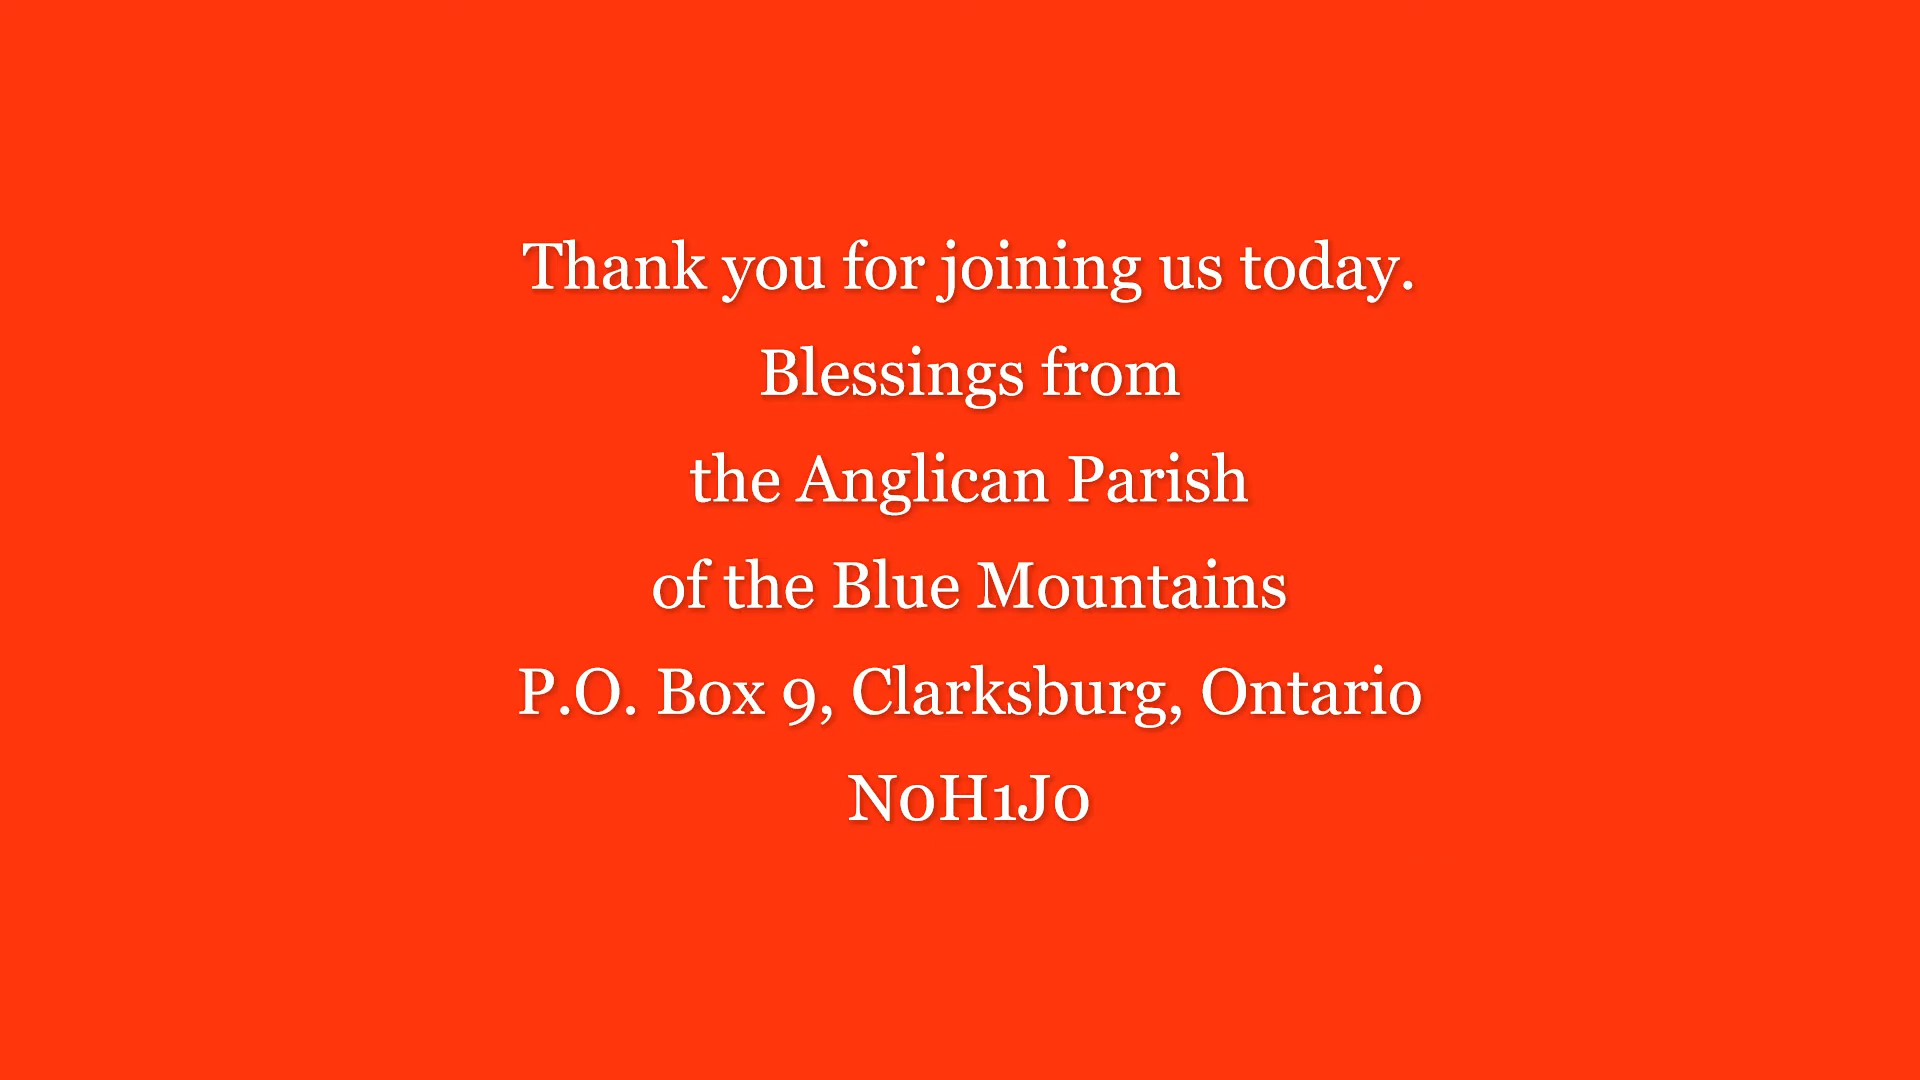 Thank you for joining us today.
Blessings from
the Anglican Parish
of the Blue Mountains
P.O. Box 9, Clarksburg, Ontario
N0H1J0